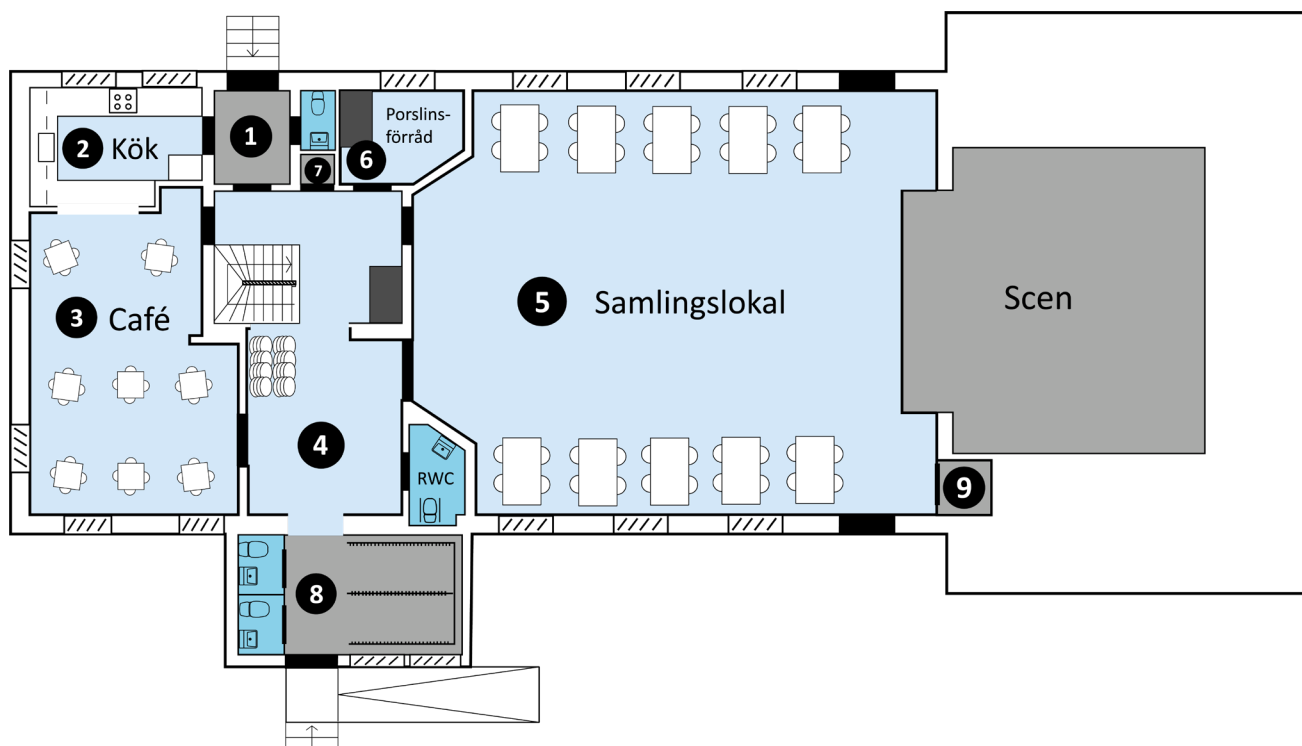 1
2 Kök
Porslins-
förråd
6
7
3 Café
5 Samlingslokal
Scen
4
RWC
9
8